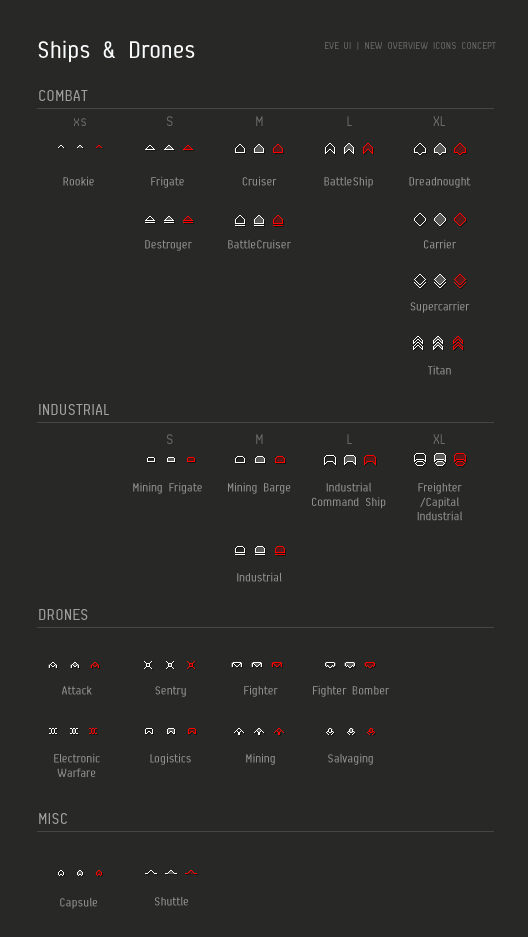 Ships & Drones
EVE UI | NEW OVERVIEW ICONS CONCEPT
COMBAT
XS S M L XL
Rookie Frigate Cruiser BattleShip Dreadnought
Destroyer BattleCruiser Carrier
Supercarrier
Titan
INDUSTRIAL
S M L XL
Mining Frigate Mining Barge Industrial Freighter
Command Ship /Capital
Industrial
Industrial
DRONES
Attack Sentry Fighter Fighter Bomber
Electronic Logistics Mining Salvaging
Warfare
MISC
Capsule Shuttle